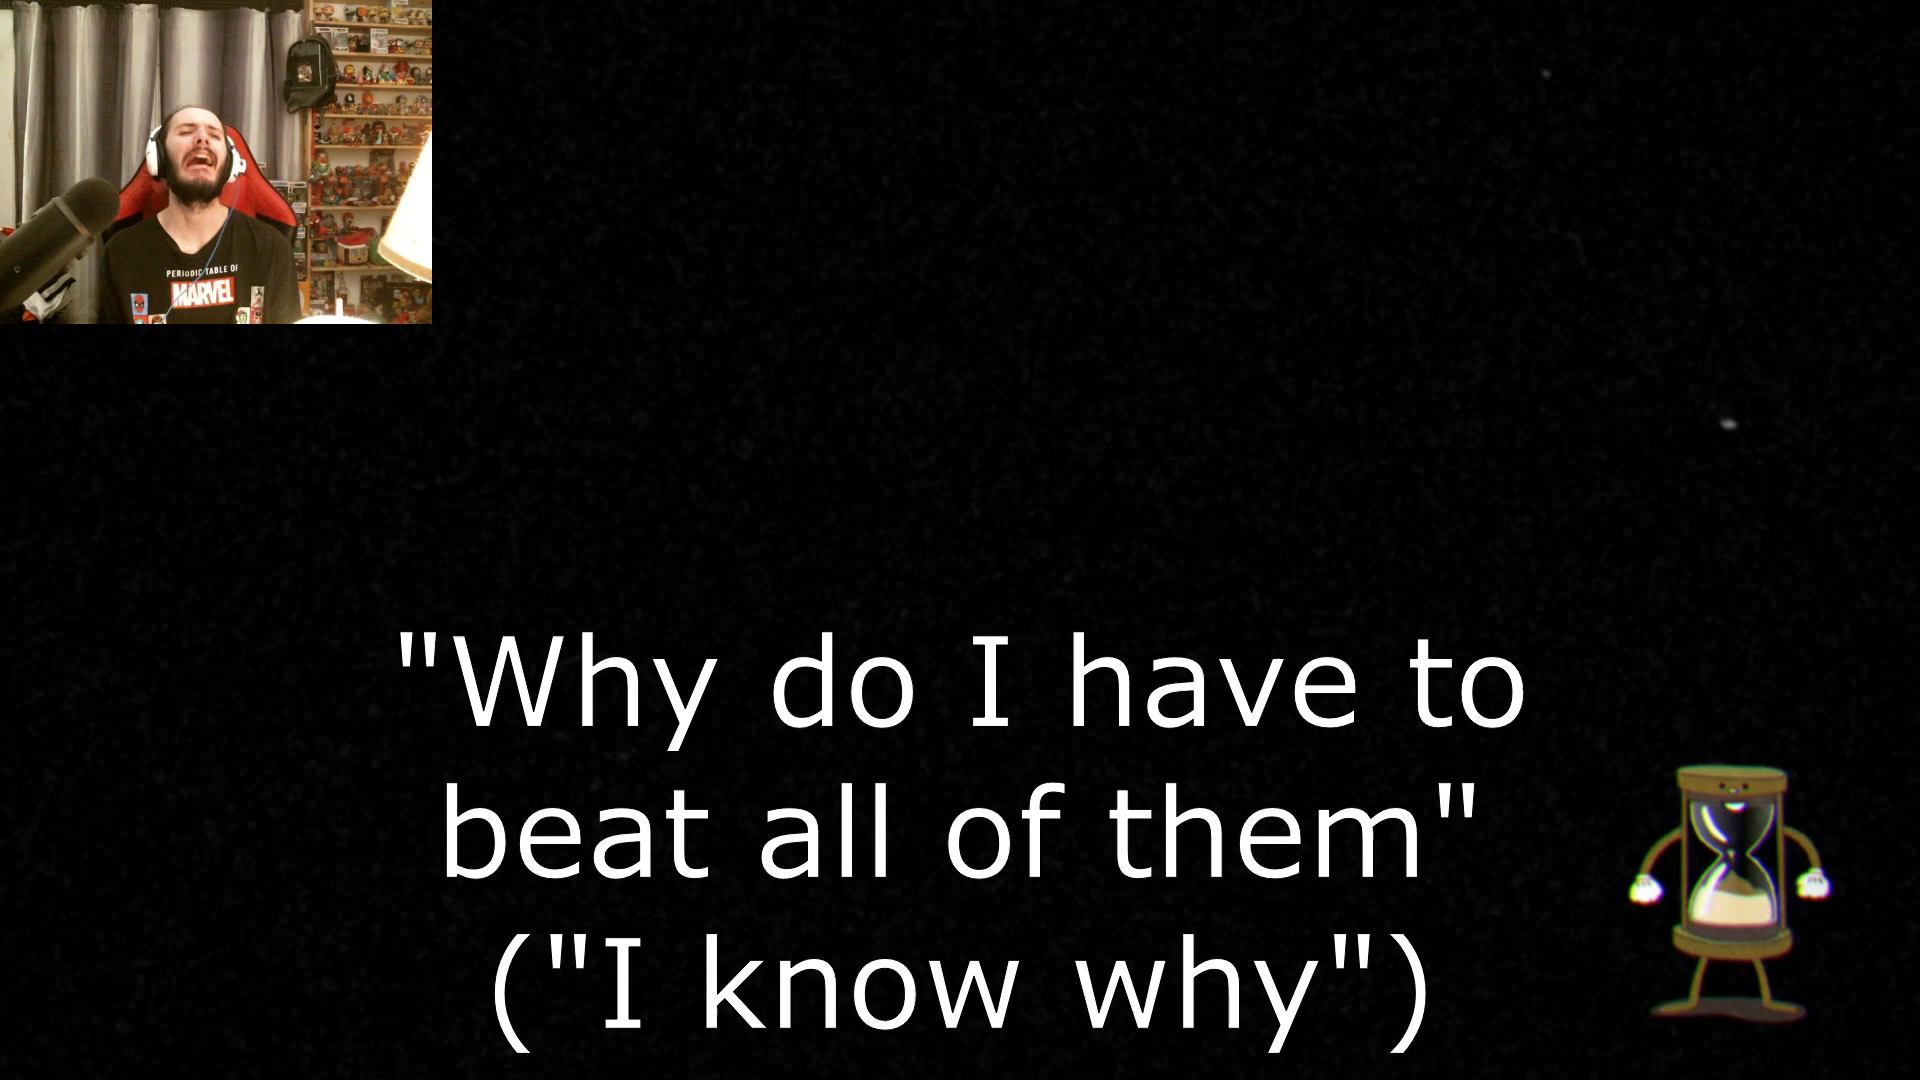 PERIODIC TABLE OF
MARVEL
"Why do I have to
beat all of them"
("I know why")